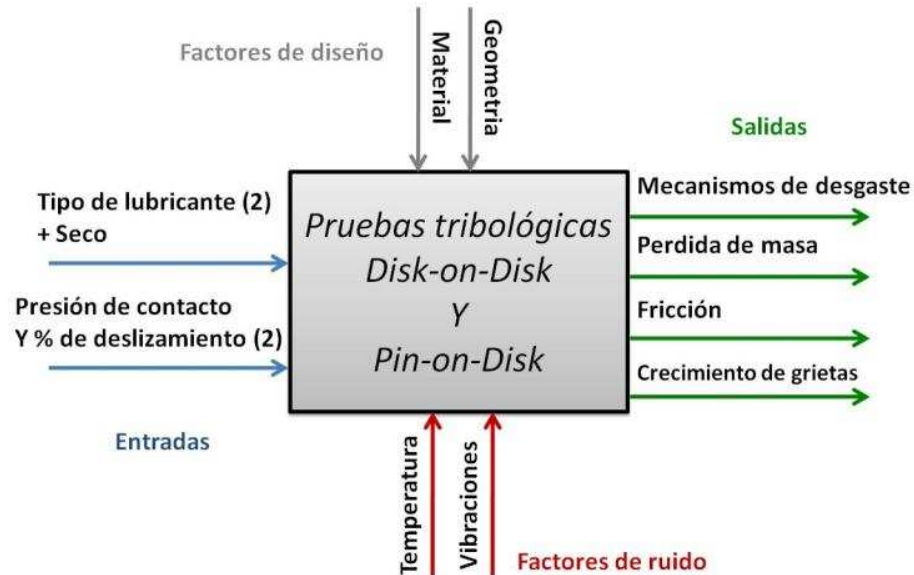 Factores de diseño
Material
Geometria
Salidas
Tipo de lubricante (2)
+ Seco
Presión de contacto
Y % de deslizamiento (2)
Entradas
Pruebas tribológicas
Disk-on-Disk
Y
Pin-on-Disk
Mecanismos de desgaste
Perdida de masa
Fricción
Crecimiento de grietas
Temperatura
Vibraciones
Factores de ruido